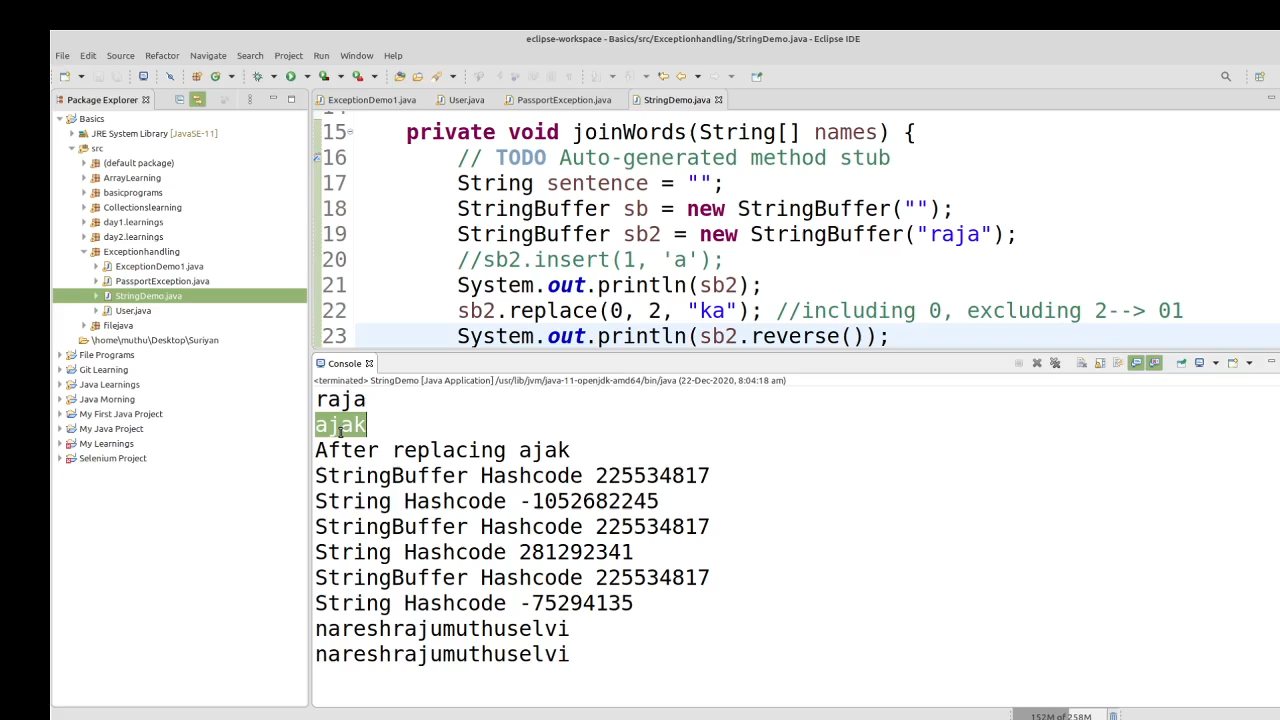 eclipse-workspace - Basics/src/Exceptionhandling/StringDemo.java - Eclipse IDE
File Edit Source Refactor Navigate Search Project Run Window Help
Package Explorer
ExceptionDemo1.java User.java PassportException.java StringDemo.java
Basics
JRE System Library [JavaSE-11]
src
(default package)
ArrayLearning
basicprograms
Collectionslearning
day1.learnings
day2.learnings
Exceptionhandling
ExceptionDemo1.java
PassportException.java
StringDemo.java
User.java
filejava
\home\muthu\Desktop\Suriyan
File Programs
Git Learning
Java Learnings
Java Morning
My First Java Project
My Java Project
My Learnings
Selenium Project
15 private void joinWords(String[] names) {
16 // TODO Auto-generated method stub
17 String sentence = "";
18 StringBuffer sb = new StringBuffer("");
19 StringBuffer sb2 = new StringBuffer("raja");
20 //sb2.insert(1, 'a');
21 System.out.println(sb2);
22 sb2.replace(0, 2, "ka"); //including 0, excluding 2--> 01
23 System.out.println(sb2.reverse());
Console
<terminated> StringDemo [Java Application] /usr/lib/jvm/java-11-openjdk-amd64/bin/java (22-Dec-2020, 8:04:18 am)
raja
ajak
After replacing ajak
StringBuffer Hashcode 225534817
String Hashcode -1052682245
StringBuffer Hashcode 225534817
String Hashcode 281292341
StringBuffer Hashcode 225534817
String Hashcode -75294135
nareshrajumuthuselvi
nareshrajumuthuselvi
152M of 258M